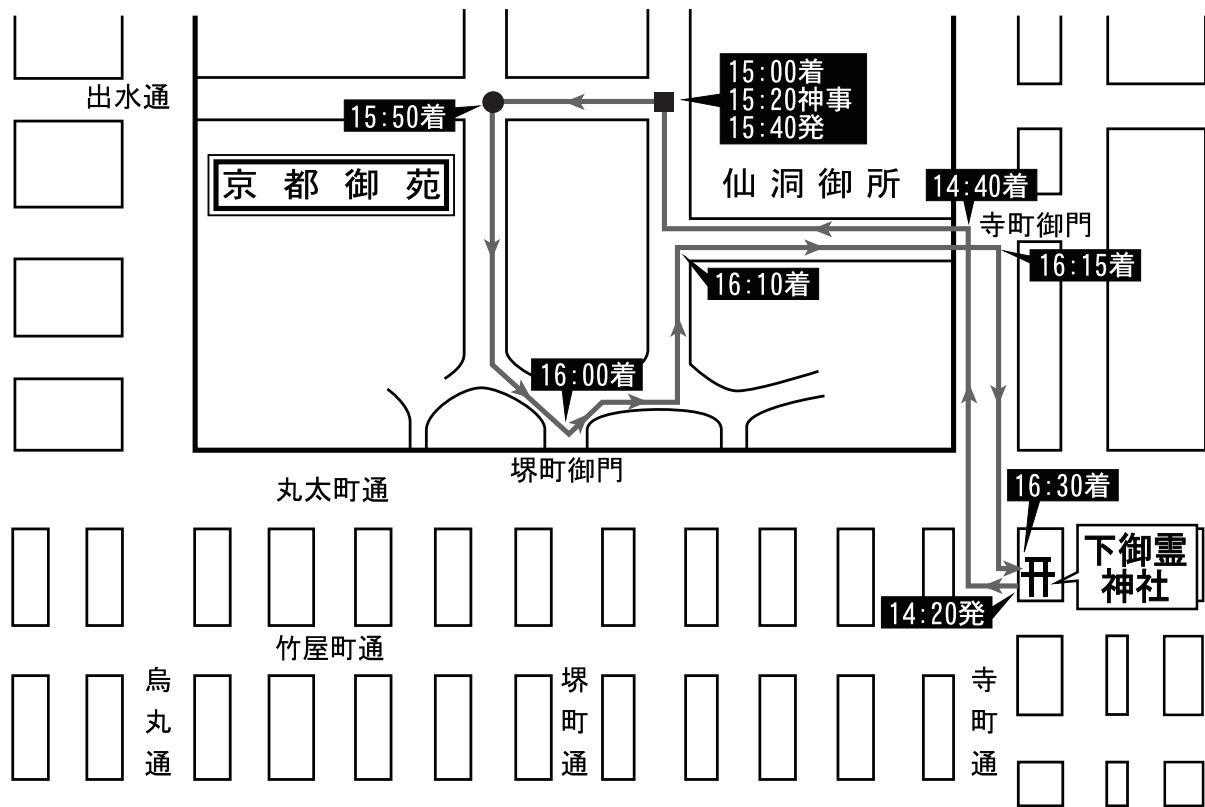 出水通
15:50着
15:00着
15:20神事
15:40発
京都御苑
仙洞御所
14:40着
寺町御門
16:15着
16:10着
16:00着
堺町御門
丸太町通
16:30着
下御霊
神社
14:20発
竹屋町通
烏丸通
堺町通
寺町通